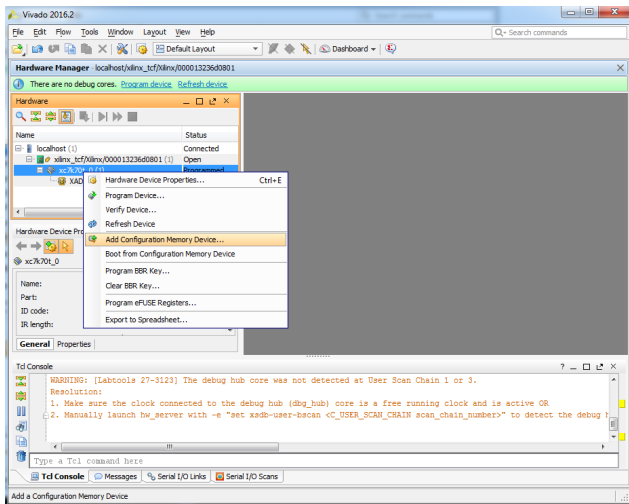 Vivado 2016.2
File Edit Flow Tools Window Layout View Help
Search commands
Default Layout
Dashboard
Hardware Manager - localhost/xilinx_tcf/Xilinx/000013236d0801
There are no debug cores. Program device Refresh device
Hardware
Name Status
localhost (1) Connected
xilinx_tcf/Xilinx/000013236d0801 (1) Open
xc7k70t_0 (1) Programmed
XAD
Hardware Device Properties... Ctrl+E
Program Device...
Verify Device...
Refresh Device
Add Configuration Memory Device...
Boot from Configuration Memory Device
Program BBR Key...
Clear BBR Key...
Program eFUSE Registers...
Export to Spreadsheet...
Hardware Device Pro
xc7k70t_0
Name:
Part:
ID code:
IR length:
General Properties
Tcl Console
WARNING: [Labtools 27-3123] The debug hub core was not detected at User Scan Chain 1 or 3.
Resolution:
1. Make sure the clock connected to the debug hub (dbg_hub) core is a free running clock and is active OR
2. Manually launch hw_server with -e "set xsdb-user-bscan <C_USER_SCAN_CHAIN scan_chain_number>" to detect the debug h
Type a Tcl command here
Tcl Console Messages Serial I/O Links Serial I/O Scans
Add a Configuration Memory Device